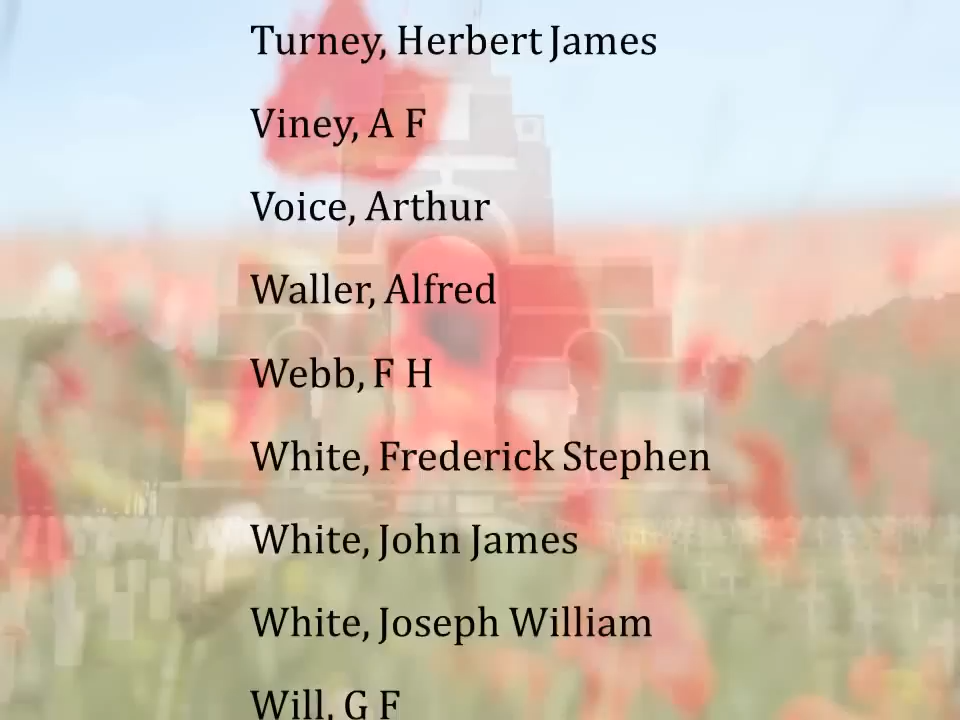 Turney, Herbert James
Viney, A F
Voice, Arthur
Waller, Alfred
Webb, F H
White, Frederick Stephen
White, John James
White, Joseph William
Will, G F